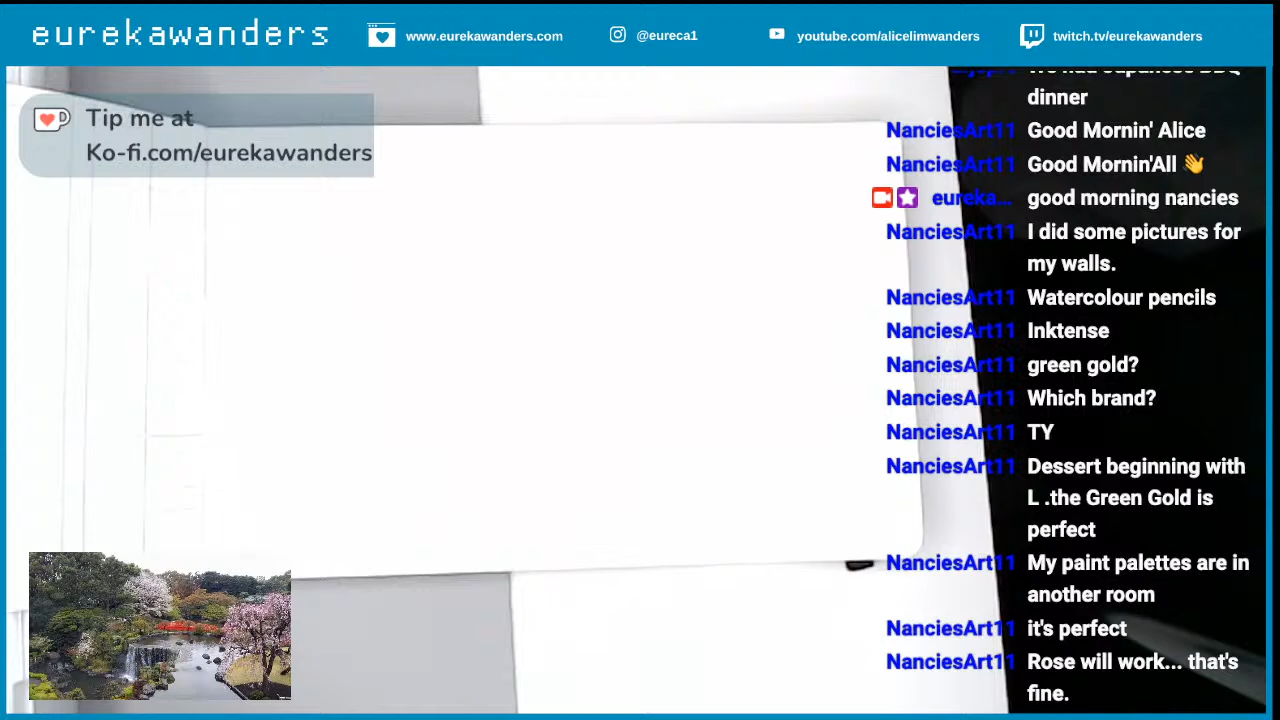 eurekawanders
www.eurekawanders.com
@eureca1
youtube.com/alicelimwanders
twitch.tv/eurekawanders
Tip me at
Ko-fi.com/eurekawanders
dinner
NanciesArt11 Good Mornin' Alice
NanciesArt11 Good Mornin'All 👋
eureka... good morning nancies
NanciesArt11 I did some pictures for
my walls.
NanciesArt11 Watercolour pencils
NanciesArt11 Inktense
NanciesArt11 green gold?
NanciesArt11 Which brand?
NanciesArt11 TY
NanciesArt11 Dessert beginning with
L .the Green Gold is
perfect
NanciesArt11 My paint palettes are in
another room
NanciesArt11 it's perfect
NanciesArt11 Rose will work... that's
fine.